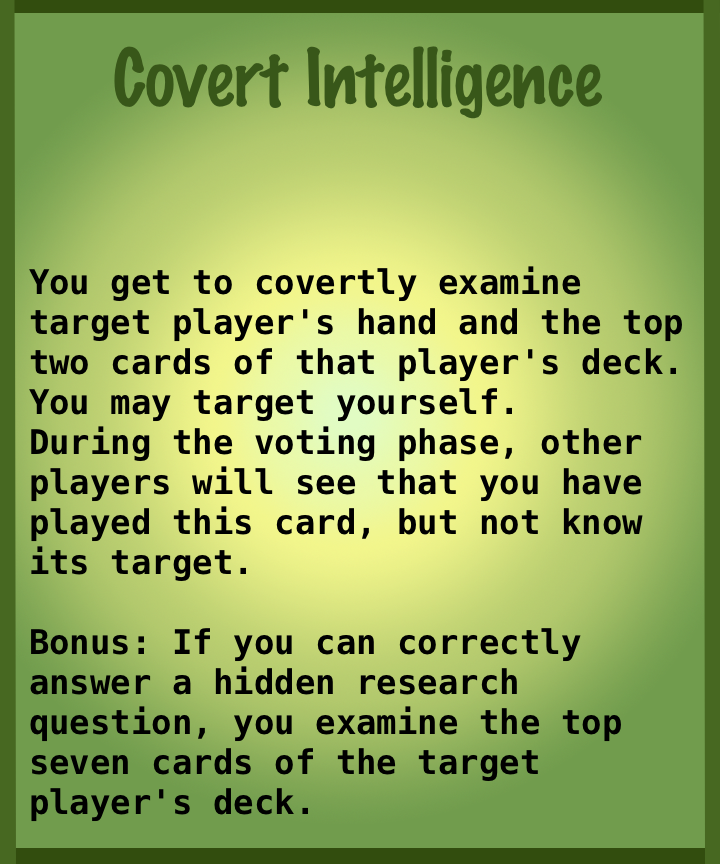 Covert Intelligence
You get to covertly examine
target player's hand and the top
two cards of that player's deck.
You may target yourself.
During the voting phase, other
players will see that you have
played this card, but not know
its target.
Bonus: If you can correctly
answer a hidden research
question, you examine the top
seven cards of the target
player's deck.